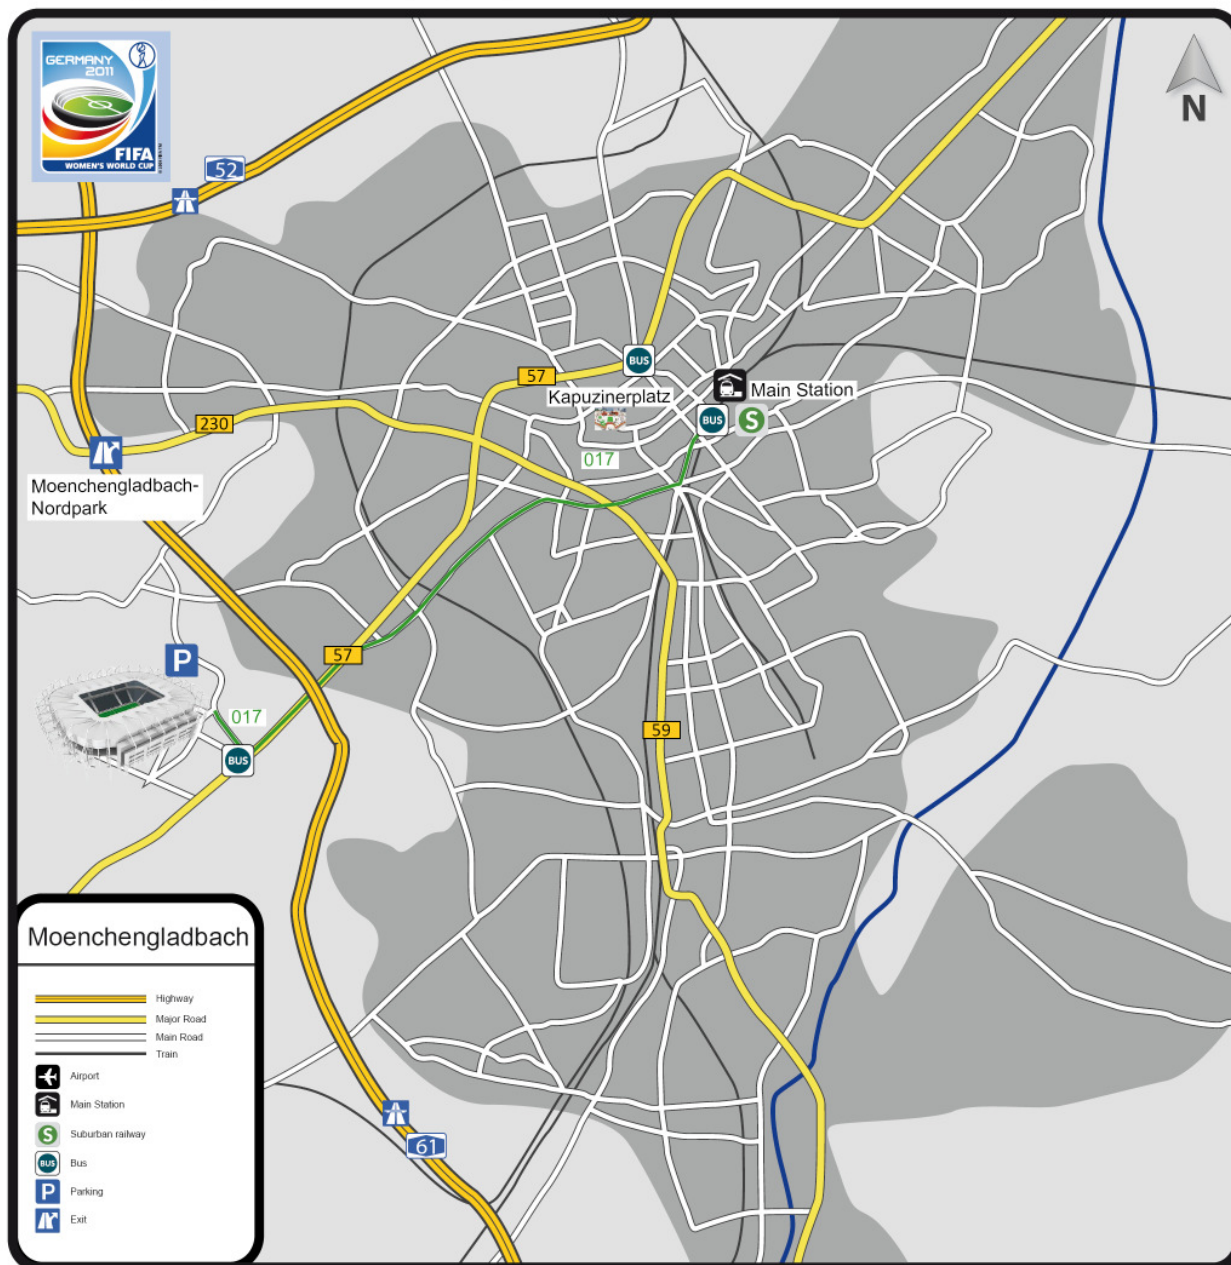 GERMANY
2011
FIFA
WOMEN'S WORLD CUP
N
52
57
BUS
Kapuzinerplatz
Main Station
BUS
S
230
017
Moenchengladbach-
Nordpark
57
P
017
BUS
59
61
Moenchengladbach
Highway
Major Road
Main Road
Train
Airport
Main Station
S Suburban railway
BUS Bus
P Parking
Exit